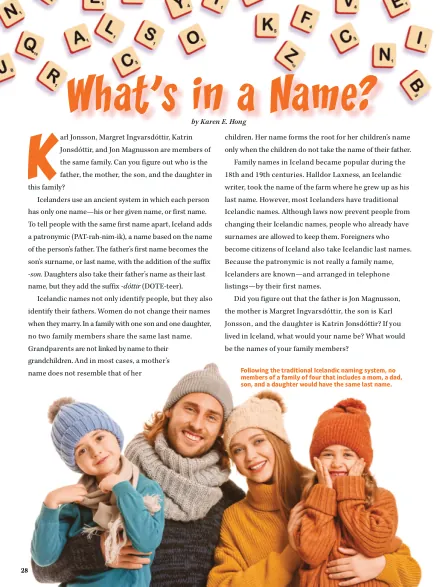 N
Q
J
R
A
L
S
C
S
O
Y
K
F
Z
C
V
E
N
I
B
What's in a Name?
by Karen E. Hong
Karl Jonsson, Margret Ingvarsdóttir, Katrin
Jonsdóttir, and Jon Magnusson are members of
the same family. Can you figure out who is the
father, the mother, the son, and the daughter in
this family?
Icelanders use an ancient system in which each person
has only one name—his or her given name, or first name.
To tell people with the same first name apart, Iceland adds
a patronymic (PAT-ruh-nim-ik), a name based on the name
of the person's father. The father's first name becomes the
son's surname, or last name, with the addition of the suffix
-son. Daughters also take their father's name as their last
name, but they add the suffix -dóttir (DOTE-teer).
Icelandic names not only identify people, but they also
identify their fathers. Women do not change their names
when they marry. In a family with one son and one daughter,
no two family members share the same last name.
Grandparents are not linked by name to their
grandchildren. And in most cases, a mother's
name does not resemble that of her
children. Her name forms the root for her children's name
only when the children do not take the name of their father.
Family names in Iceland became popular during the
18th and 19th centuries. Halldor Laxness, an Icelandic
writer, took the name of the farm where he grew up as his
last name. However, most Icelanders have traditional
Icelandic names. Although laws now prevent people from
changing their Icelandic names, people who already have
surnames are allowed to keep them. Foreigners who
become citizens of Iceland also take Icelandic last names.
Because the patronymic is not really a family name,
Icelanders are known—and arranged in telephone
listings—by their first names.
Did you figure out that the father is Jon Magnusson,
the mother is Margret Ingvarsdóttir, the son is Karl
Jonsson, and the daughter is Katrin Jonsdóttir? If you
lived in Iceland, what would your name be? What would
be the names of your family members?
Following the traditional Icelandic naming system, no
members of a family of four that includes a mom, a dad,
son, and a daughter would have the same last name.
28